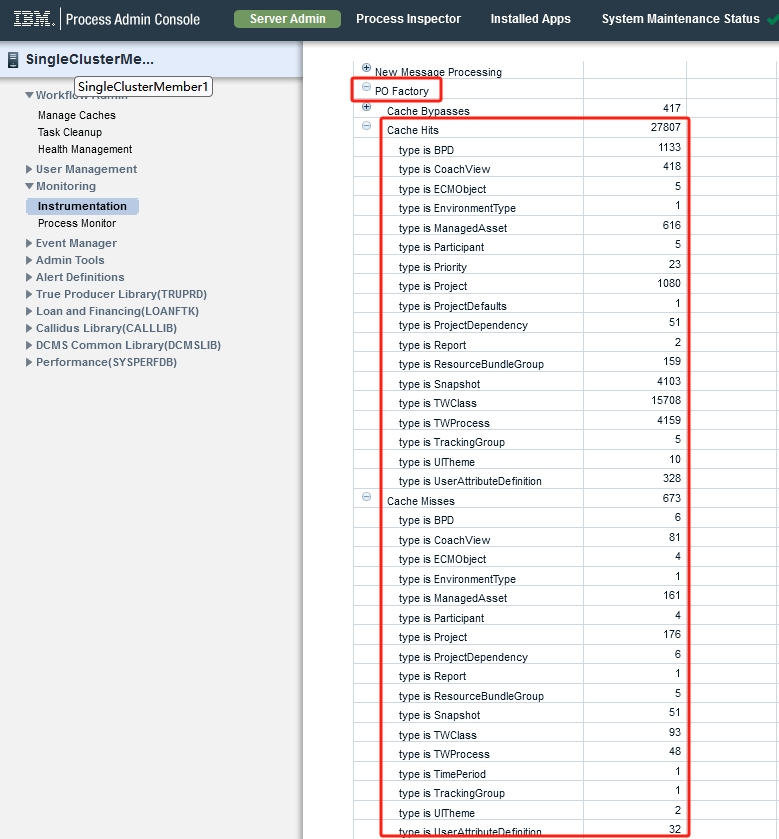 IBM. Process Admin Console Server Admin Process Inspector Installed Apps System Maintenance Status
SingleClusterMe...
SingleClusterMember1
Manage Caches
Task Cleanup
Health Management
User Management
Monitoring
Instrumentation
Process Monitor
Event Manager
Admin Tools
Alert Definitions
True Producer Library(TRUPRD)
Loan and Financing(LOANFTK)
Callidus Library(CALLLIB)
DCMS Common Library(DCMSLIB)
Performance(SYSPERFDB)
New Message Processing
PO Factory
Cache Bypasses 417
Cache Hits 27807
type is BPD 1133
type is CoachView 418
type is ECMObject 5
type is EnvironmentType 1
type is ManagedAsset 616
type is Participant 5
type is Priority 23
type is Project 1080
type is ProjectDefaults 1
type is ProjectDependency 51
type is Report 2
type is ResourceBundleGroup 159
type is Snapshot 4103
type is TWClass 15708
type is TWProcess 4159
type is TrackingGroup 5
type is UITheme 10
type is UserAttributeDefinition 328
Cache Misses 673
type is BPD 6
type is CoachView 81
type is ECMObject 4
type is EnvironmentType 1
type is ManagedAsset 161
type is Participant 4
type is Project 176
type is ProjectDependency 6
type is Report 1
type is ResourceBundleGroup 5
type is Snapshot 51
type is TWClass 93
type is TWProcess 48
type is TimePeriod 1
type is TrackingGroup 1
type is UITheme 2
type is UserAttributeDefinition 32